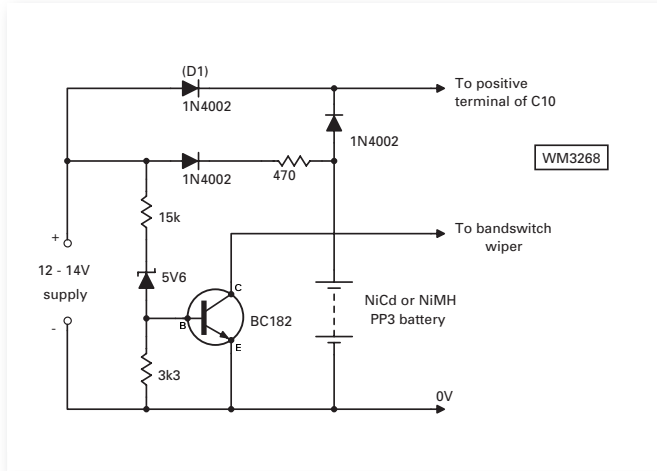 (D1)
1N4002
To positive
terminal of C10
1N4002
WM3268
1N4002
470
15k
To bandswitch
wiper
+
12 - 14V
supply
-
5V6
C
B
E
BC182
NiCd or NiMH
PP3 battery
3k3
0V